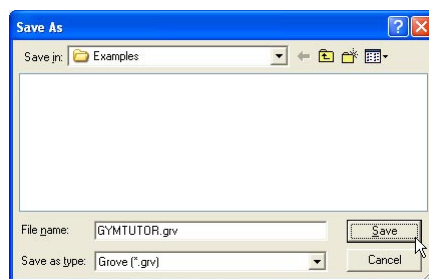 Save As
Save in: Examples
File name: GYMTUTOR.grv Save
Save as type: Grove (*.grv) Cancel